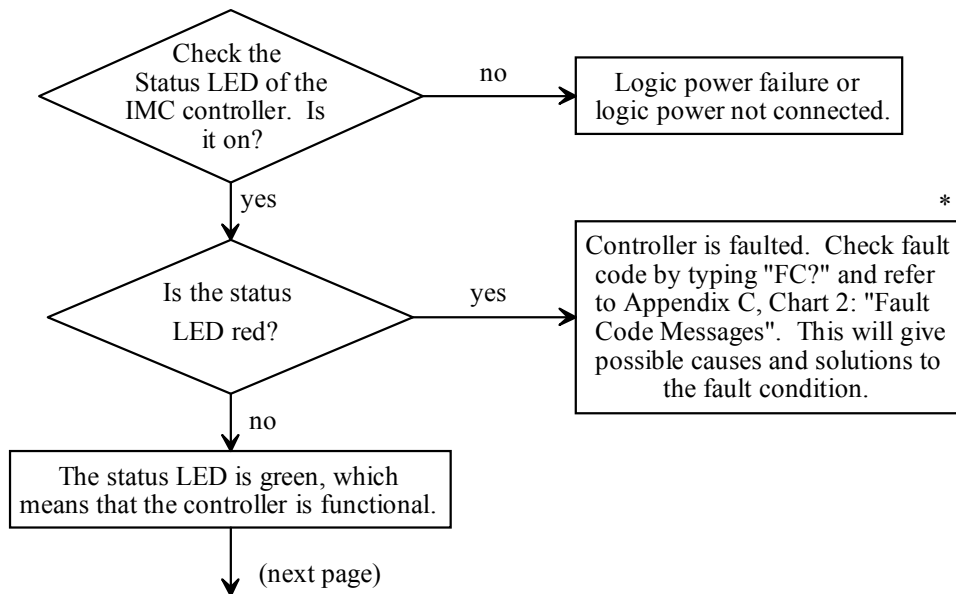 Check the
Status LED of the
IMC controller. Is
it on?
no
Logic power failure or
logic power not connected.
yes
*
Is the status
LED red?
yes
Controller is faulted. Check fault
code by typing "FC?" and refer
to Appendix C, Chart 2: "Fault
Code Messages". This will give
possible causes and solutions to
the fault condition.
no
The status LED is green, which
means that the controller is functional.
(next page)